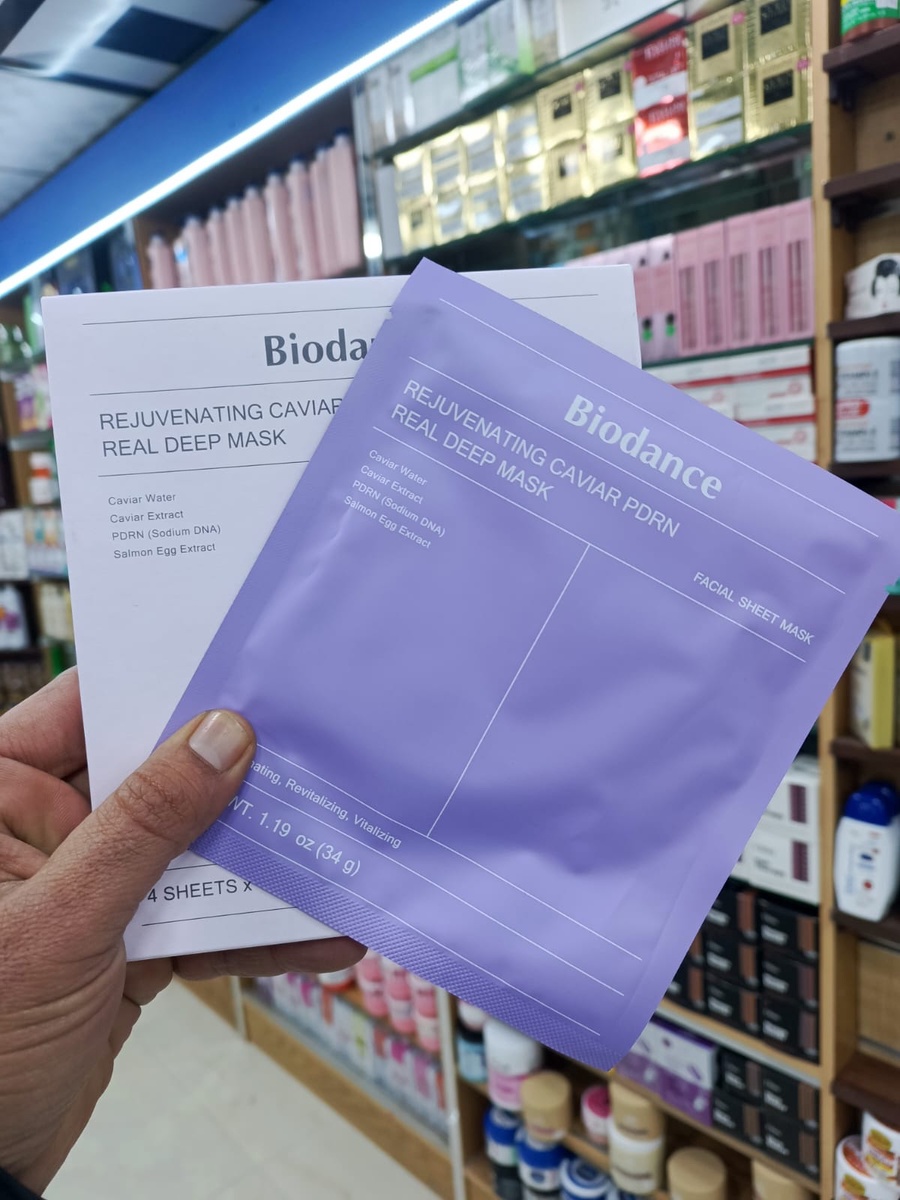 Bioda
REJUVENATING CAVIAR
REAL DEEP MASK
Caviar Water
Caviar Extract
PDRN (Sodium DNA)
Salmon Egg Extract
4 SHEETS x
Biodance
REJUVENATING CAVIAR PDRN
REAL DEEP MASK
Caviar Water
Caviar Extract
PDRN (Sodium DNA)
Salmon Egg Extract
FACIAL SHEET MASK
ating, Revitalizing, Vitalizing
WT. 1.19 oz (34 g)